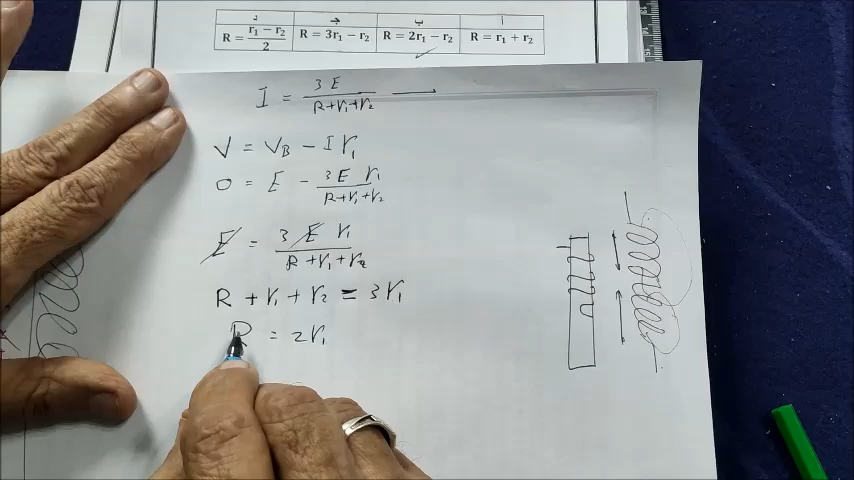 د ج ب أ
R = r₁ − r₂ / 2 R = 3r₁ − r₂ R = 2r₁ − r₂ R = r₁ + r₂
I = 3E / R+r₁+r₂
V = V_B − I r₁
0 = E − 3E r₁ / R+r₁+r₂
E = 3 E r₁ / R+r₁+r₂
R + r₁ + r₂ = 3r₁
R = 2r₁